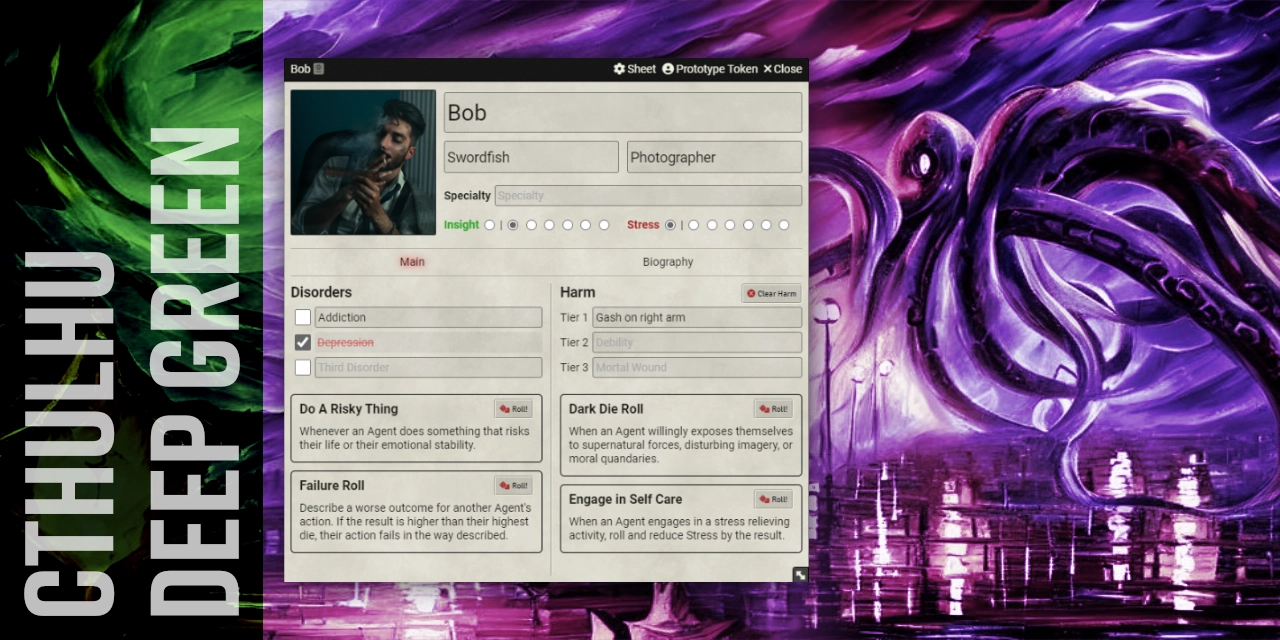 CTHULHU
DEEP GREEN
Bob
Sheet Prototype Token Close
Bob
Swordfish Photographer
Specialty Specialty
Insight | Stress |
Main Biography
Disorders
Addiction
Depression
Third Disorder
Harm Clear Harm
Tier 1 Gash on right arm
Tier 2 Debility
Tier 3 Mortal Wound
Do A Risky Thing Roll!
Whenever an Agent does something that risks
their life or their emotional stability.
Failure Roll Roll!
Describe a worse outcome for another Agent's
action. If the result is higher than their highest
die, their action fails in the way described.
Dark Die Roll Roll!
When an Agent willingly exposes themselves
to supernatural forces, disturbing imagery, or
moral quandaries.
Engage in Self Care Roll!
When an Agent engages in a stress relieving
activity, roll and reduce Stress by the result.